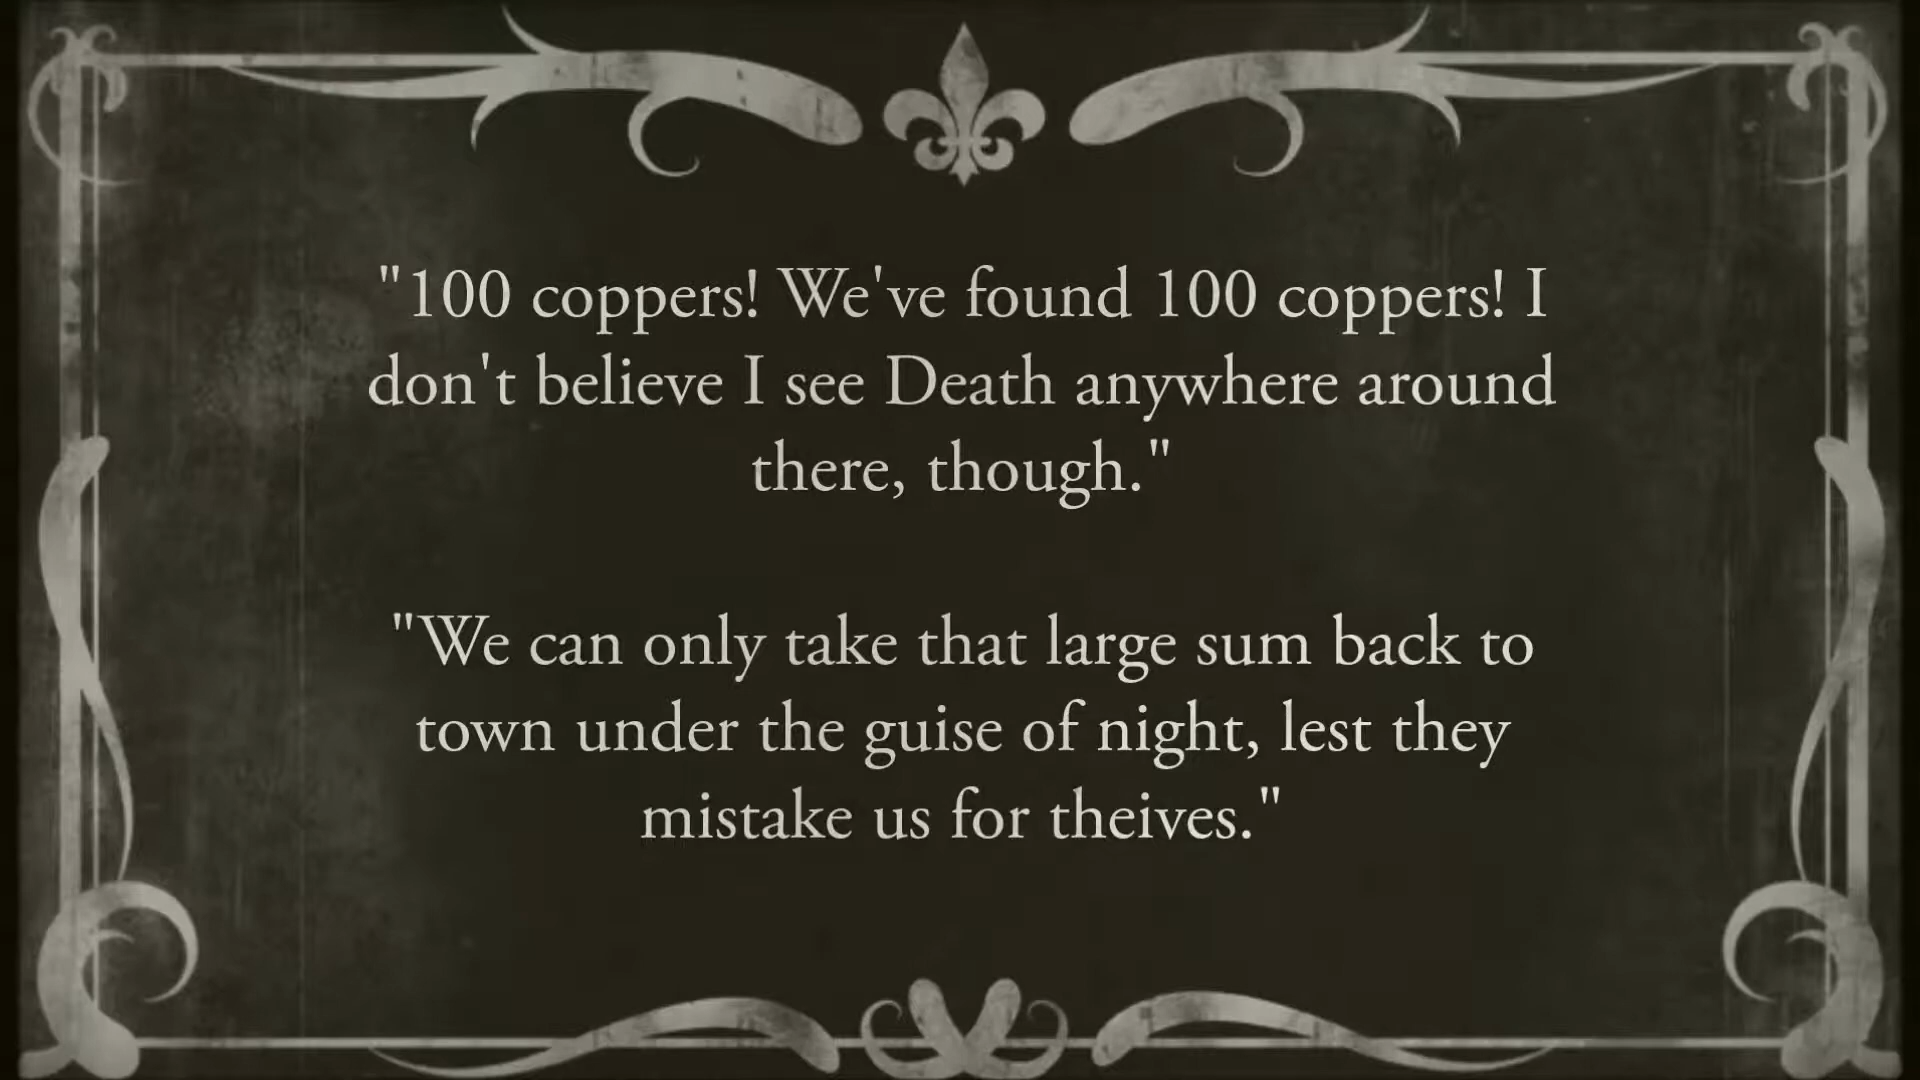 "100 coppers! We've found 100 coppers! I
don't believe I see Death anywhere around
there, though."
"We can only take that large sum back to
town under the guise of night, lest they
mistake us for theives."